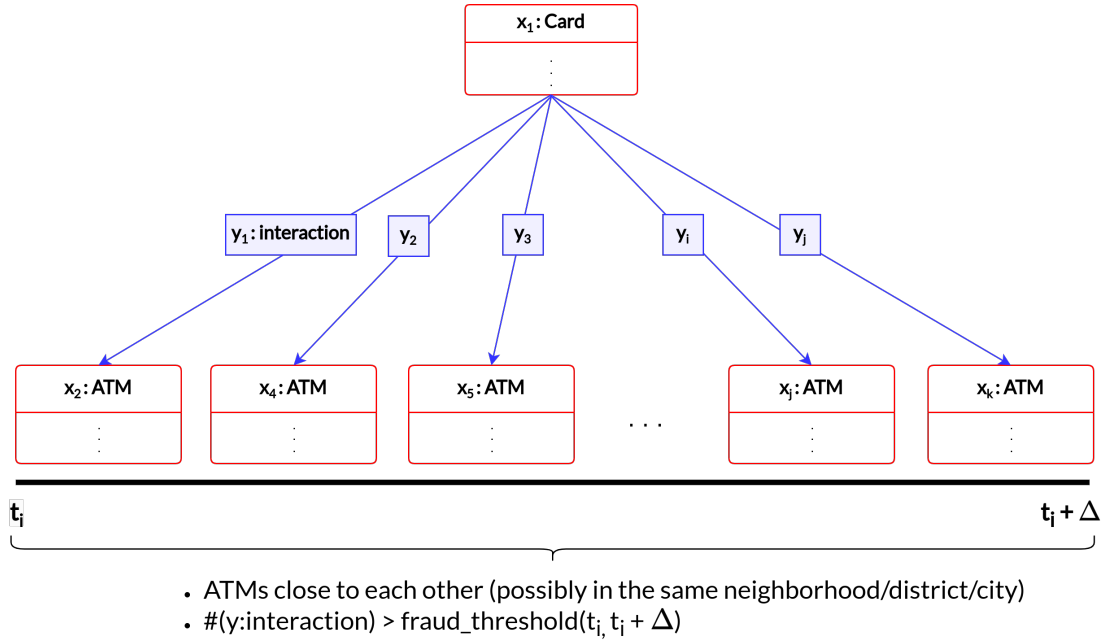 x₁: Card
y₁: interaction
y₂
y₃
yᵢ
yⱼ
x₂: ATM
x₄: ATM
x₅: ATM
. . .
xⱼ: ATM
xₖ: ATM
tᵢ
tᵢ + Δ
• ATMs close to each other (possibly in the same neighborhood/district/city)
• #(y:interaction) > fraud_threshold(tᵢ, tᵢ + Δ)